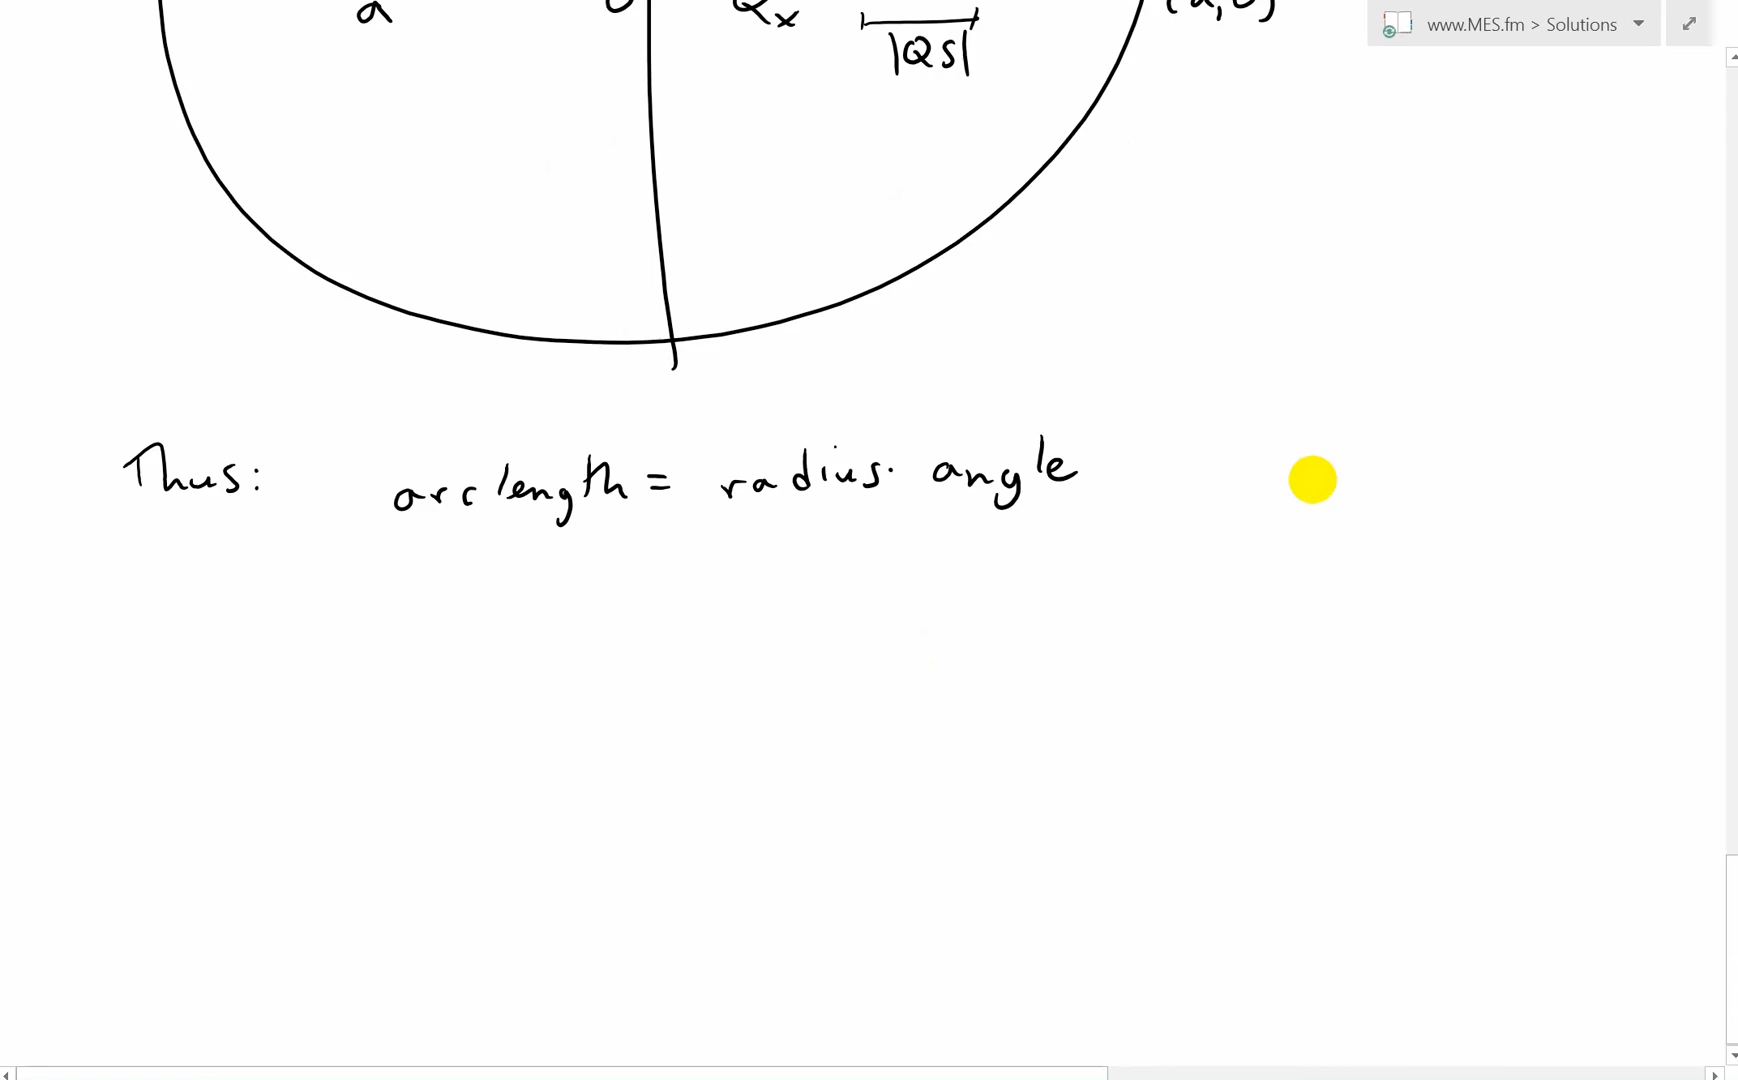 www.MES.fm > Solutions
a
Qx
|QS|
Thus: arc length = radius · angle